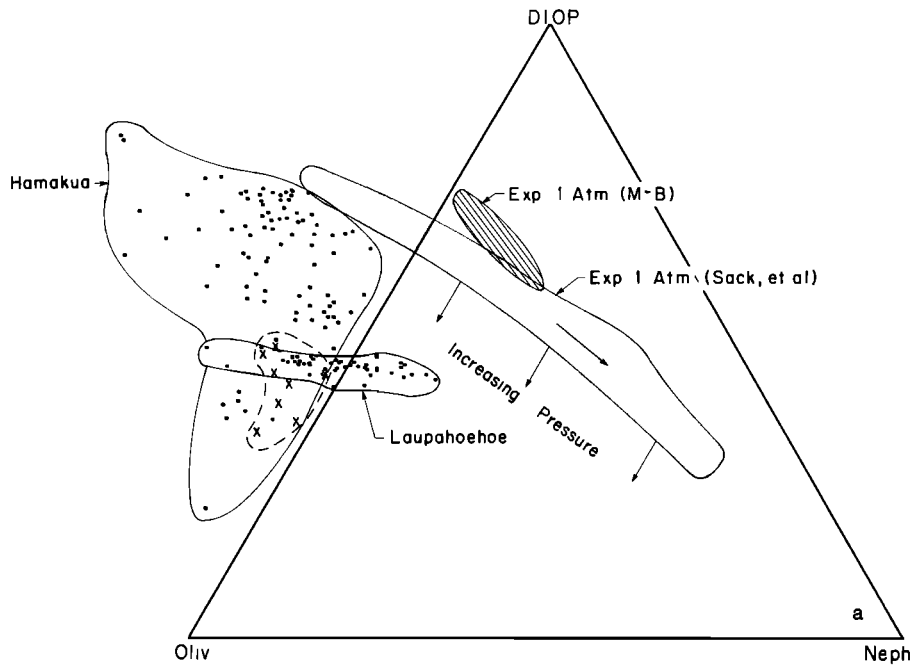 DIOP
Hamakua
Exp 1 Atm (M-B)
Exp 1 Atm (Sack, et al)
Increasing Pressure
Laupahoehoe
a
Oliv
Neph